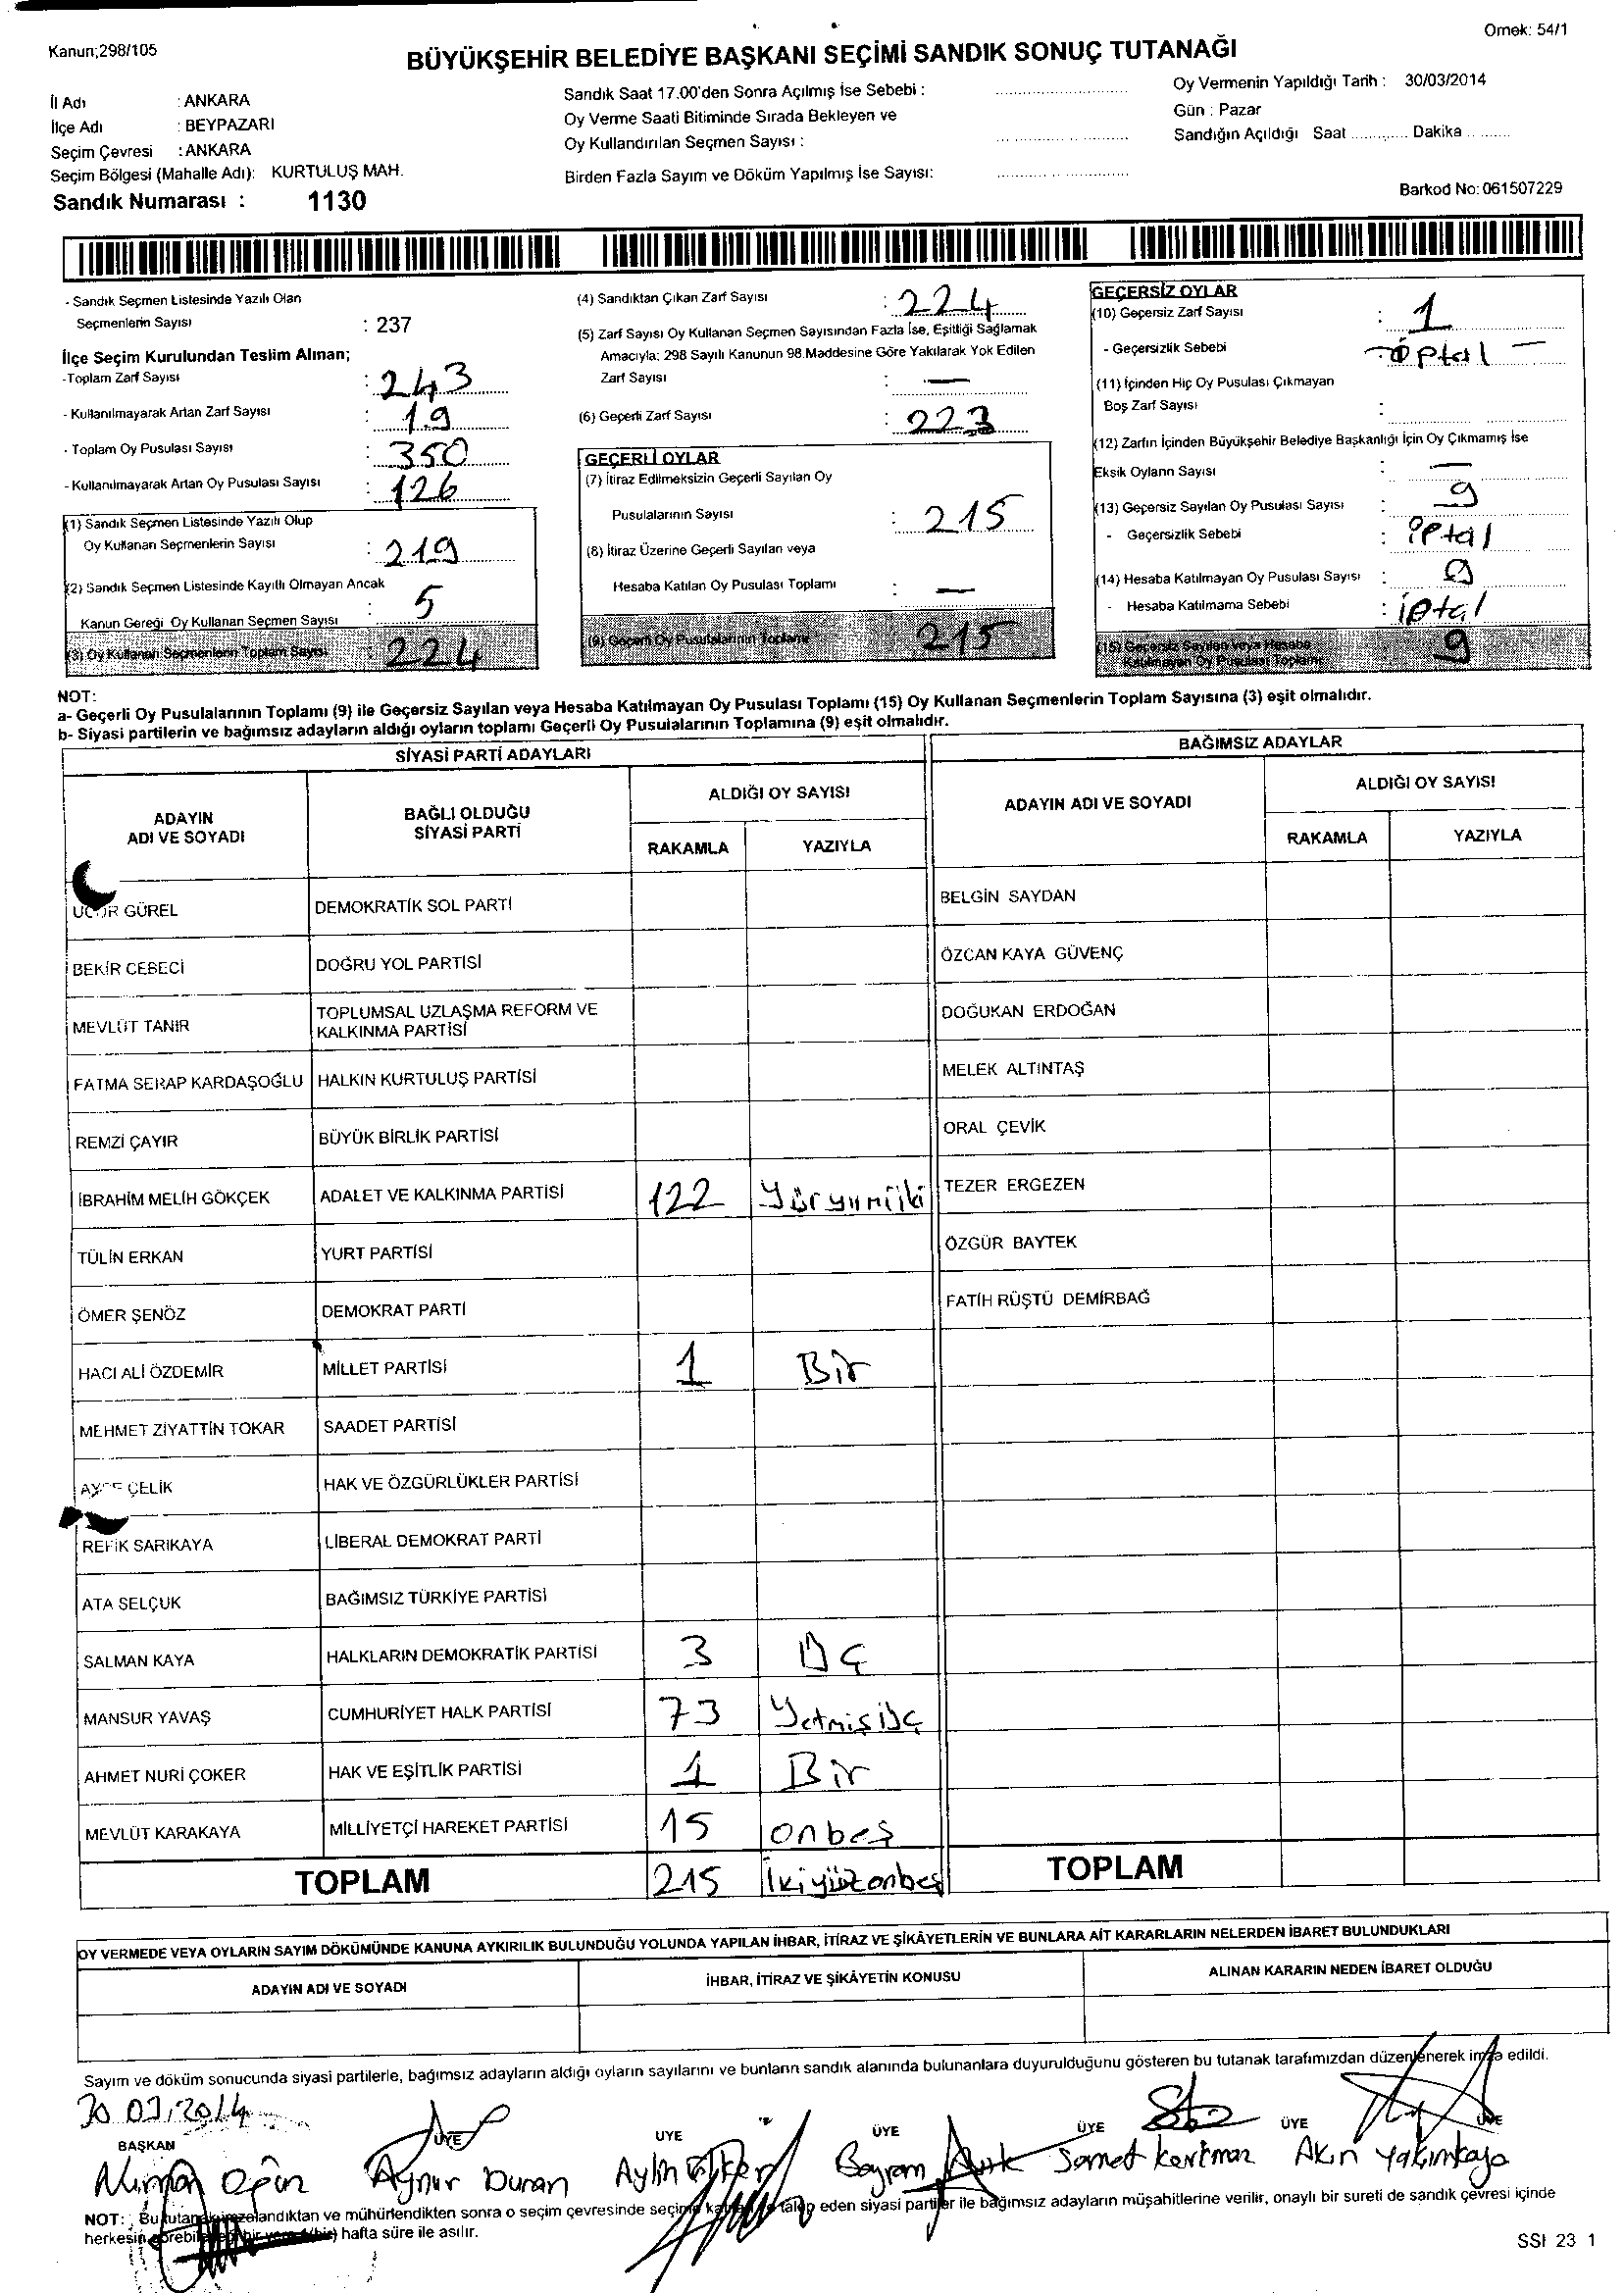 Kanun;298/105
Örnek: 54/1
BÜYÜKŞEHİR BELEDİYE BAŞKANI SEÇİMİ SANDIK SONUÇ TUTANAĞI
İl Adı : ANKARA
İlçe Adı : BEYPAZARI
Seçim Çevresi : ANKARA
Seçim Bölgesi (Mahalle Adı): KURTULUŞ MAH.
Sandık Numarası : 1130
Sandık Saat 17.00'den Sonra Açılmış İse Sebebi :
Oy Verme Saati Bitiminde Sırada Bekleyen ve
Oy Kullandırılan Seçmen Sayısı :
Birden Fazla Sayım ve Döküm Yapılmış İse Sayısı:
Oy Vermenin Yapıldığı Tarih : 30/03/2014
Gün : Pazar
Sandığın Açıldığı Saat ............ Dakika ..........
Barkod No: 061507229
- Sandık Seçmen Listesinde Yazılı Olan
Seçmenlerin Sayısı : 237
İlçe Seçim Kurulundan Teslim Alınan;
-Toplam Zarf Sayısı : 243
- Kullanılmayarak Artan Zarf Sayısı : 19
- Toplam Oy Pusulası Sayısı : 350
- Kullanılmayarak Artan Oy Pusulası Sayısı : 126
(1) Sandık Seçmen Listesinde Yazılı Olup
Oy Kullanan Seçmenlerin Sayısı : 219
(2) Sandık Seçmen Listesinde Kayıtlı Olmayan Ancak
Kanun Gereği Oy Kullanan Seçmen Sayısı : 5
(3) Oy Kullanan Seçmenlerin Toplam Sayısı 224
(4) Sandıktan Çıkan Zarf Sayısı : 224
(5) Zarf Sayısı Oy Kullanan Seçmen Sayısından Fazla İse, Eşitliği Sağlamak
Amacıyla; 298 Sayılı Kanunun 98.Maddesine Göre Yakılarak Yok Edilen
Zarf Sayısı : —
(6) Geçerli Zarf Sayısı : 223
GEÇERLİ OYLAR
(7) İtiraz Edilmeksizin Geçerli Sayılan Oy
Pusulalarının Sayısı : 215
(8) İtiraz Üzerine Geçerli Sayılan veya
Hesaba Katılan Oy Pusulası Toplamı : —
(9) Geçerli Oy Pusulalarının Toplamı 215
GEÇERSİZ OYLAR
(10) Geçersiz Zarf Sayısı : 1
- Geçersizlik Sebebi : iptal —
(11) İçinden Hiç Oy Pusulası Çıkmayan
Boş Zarf Sayısı :
(12) Zarfın İçinden Büyükşehir Belediye Başkanlığı İçin Oy Çıkmamış İse
Eksik Oyların Sayısı : —
(13) Geçersiz Sayılan Oy Pusulası Sayısı : 9
- Geçersizlik Sebebi : iptal
(14) Hesaba Katılmayan Oy Pusulası Sayısı : 9
- Hesaba Katılmama Sebebi : iptal
(15) Geçersiz Sayılan veya Hesaba
Katılmayan Oy Pusulası Toplamı 9
NOT:
a- Geçerli Oy Pusulalarının Toplamı (9) ile Geçersiz Sayılan veya Hesaba Katılmayan Oy Pusulası Toplamı (15) Oy Kullanan Seçmenlerin Toplam Sayısına (3) eşit olmalıdır.
b- Siyasi partilerin ve bağımsız adayların aldığı oyların toplamı Geçerli Oy Pusulalarının Toplamına (9) eşit olmalıdır.
SİYASİ PARTİ ADAYLARI
BAĞIMSIZ ADAYLAR
ADAYIN ADI VE SOYADI
BAĞLI OLDUĞU SİYASİ PARTİ
ALDIĞI OY SAYISI
RAKAMLA YAZIYLA
ADAYIN ADI VE SOYADI
ALDIĞI OY SAYISI
RAKAMLA YAZIYLA
UĞUR GÜREL DEMOKRATİK SOL PARTİ BELGİN SAYDAN
BEKİR CEBECİ DOĞRU YOL PARTİSİ ÖZCAN KAYA GÜVENÇ
MEVLÜT TANIR TOPLUMSAL UZLAŞMA REFORM VE KALKINMA PARTİSİ DOĞUKAN ERDOĞAN
FATMA SERAP KARDAŞOĞLU HALKIN KURTULUŞ PARTİSİ MELEK ALTINTAŞ
REMZİ ÇAYIR BÜYÜK BİRLİK PARTİSİ ORAL ÇEVİK
İBRAHİM MELİH GÖKÇEK ADALET VE KALKINMA PARTİSİ 122 Yüzyirmiiki TEZER ERGEZEN
TÜLİN ERKAN YURT PARTİSİ ÖZGÜR BAYTEK
ÖMER ŞENÖZ DEMOKRAT PARTİ FATİH RÜŞTÜ DEMİRBAĞ
HACI ALİ ÖZDEMİR MİLLET PARTİSİ 1 Bir
MEHMET ZİYATTİN TOKAR SAADET PARTİSİ
AYŞE ÇELİK HAK VE ÖZGÜRLÜKLER PARTİSİ
REFİK SARIKAYA LİBERAL DEMOKRAT PARTİ
ATA SELÇUK BAĞIMSIZ TÜRKİYE PARTİSİ
SALMAN KAYA HALKLARIN DEMOKRATİK PARTİSİ 3 Üç
MANSUR YAVAŞ CUMHURİYET HALK PARTİSİ 73 Yetmişüç
AHMET NURİ ÇOKER HAK VE EŞİTLİK PARTİSİ 1 Bir
MEVLÜT KARAKAYA MİLLİYETÇİ HAREKET PARTİSİ 15 onbeş
TOPLAM 215 İkiyüzonbeş TOPLAM
OY VERMEDE VEYA OYLARIN SAYIM DÖKÜMÜNDE KANUNA AYKIRILIK BULUNDUĞU YOLUNDA YAPILAN İHBAR, İTİRAZ VE ŞİKÂYETLERİN VE BUNLARA AİT KARARLARIN NELERDEN İBARET BULUNDUKLARI
ADAYIN ADI VE SOYADI İHBAR, İTİRAZ VE ŞİKÂYETİN KONUSU ALINAN KARARIN NEDEN İBARET OLDUĞU
Sayım ve döküm sonucunda siyasi partilerle, bağımsız adayların aldığı oyların sayılarını ve bunların sandık alanında bulunanlara duyurulduğunu gösteren bu tutanak tarafımızdan düzenlenerek imza edildi.
30.03.2014
BAŞKAN ÜYE ÜYE ÜYE ÜYE ÜYE ÜYE
Aynur Duran Aylin Bayram Samet Akın Yakınkaya
NOT: Bu tutanak imzalandıktan ve mühürlendikten sonra o seçim çevresinde seçime katılan ve talep eden siyasi partiler ile bağımsız adayların müşahitlerine verilir, onaylı bir sureti de sandık çevresi içinde
herkesin görebileceği bir yere 1(bir) hafta süre ile asılır.
SSI 23 1